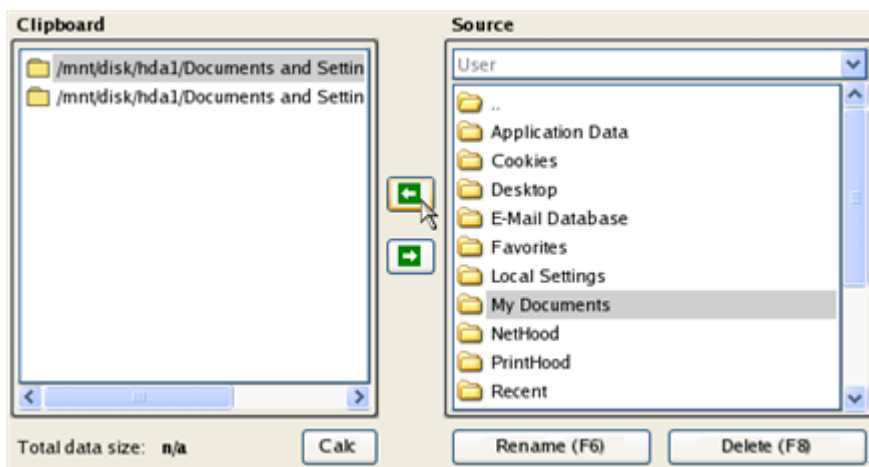 Clipboard
/mnt/disk/hda1/Documents and Settin
/mnt/disk/hda1/Documents and Settin
Total data size: n/a
Calc
Source
User
..
Application Data
Cookies
Desktop
E-Mail Database
Favorites
Local Settings
My Documents
NetHood
PrintHood
Recent
Rename (F6)
Delete (F8)